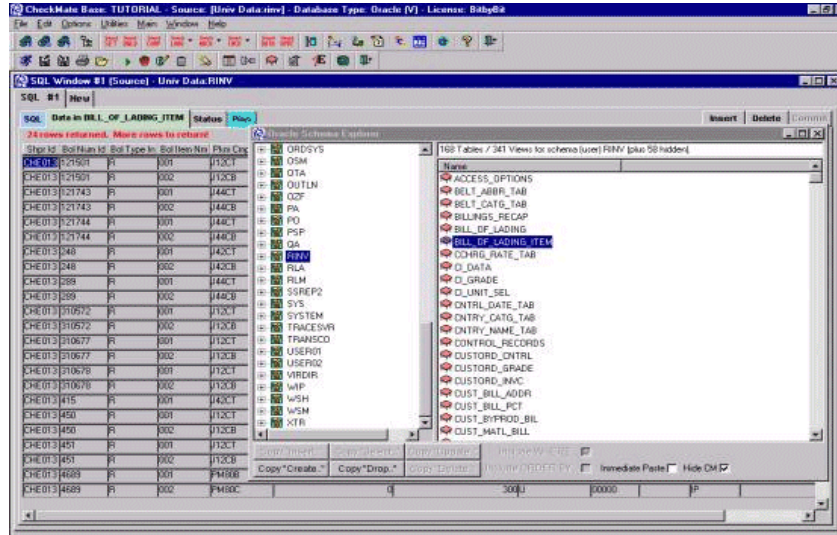 CheckMate Base: TUTORIAL - Source: [Univ Data:rinv] - Database Type: Oracle [V] - License: BitbyBit
File Edit Options Utilities Main Window Help
SQL Window #1 (Source) - Univ Data:RINV
SQL #1 New
SQL Data in BILL_OF_LADING_ITEM Status Plays Insert Delete Commit
24 rows returned. More rows to return!
Oracle Schema Explorer
168 Tables / 341 Views for schema (user) RINV (plus 58 hidden)
Shpr Id Bol Num Id Bol Type In Bol Item Nm
CHE013 121501 R 001 J12CT
CHE013 121501 R 002 J12CB
CHE013 121743 R 001 J44CT
CHE013 121743 R 002 J44CB
CHE013 121744 R 001 J44CT
CHE013 121744 R 002 J44CB
CHE013 248 R 001 J42CT
CHE013 248 R 002 J42CB
CHE013 289 R 001 J44CT
CHE013 289 R 002 J44CB
CHE013 310572 R 001 J12CT
CHE013 310572 R 002 J12CB
CHE013 310677 R 001 J12CT
CHE013 310677 R 002 J12CB
CHE013 310678 R 001 J12CT
CHE013 310678 R 002 J12CB
CHE013 415 R 001 J42CT
CHE013 450 R 001 J12CT
CHE013 450 R 002 J12CB
CHE013 451 R 001 J12CT
CHE013 451 R 002 J12CB
CHE013 4689 R 001 PM80B
CHE013 4689 R 002 PM80C 0 300 U 00000 IP
ORDSYS
OSM
OTA
OUTLN
OZF
PA
PO
PSP
QA
RINV
RLA
RLM
SSREP2
SYS
SYSTEM
TRACESVR
TRANSCO
USER01
USER02
VIRDIR
WIP
WSH
WSM
XTR
Name
ACCESS_OPTIONS
BELT_ABBR_TAB
BELT_CATG_TAB
BILLINGS_RECAP
BILL_OF_LADING
BILL_OF_LADING_ITEM
CCHRG_RATE_TAB
CI_DATA
CI_GRADE
CI_UNIT_SEL
CNTRL_DATE_TAB
CNTRY_CATG_TAB
CNTRY_NAME_TAB
CONTROL_RECORDS
CUSTORD_CNTRL
CUSTORD_GRADE
CUSTORD_INVC
CUST_BILL_ADDR
CUST_BILL_PCT
CUST_BYPROD_BIL
CUST_MATL_BILL
Copy "Insert.." Copy "Select.." Copy "Update.." Include WHERE
Copy "Create.." Copy "Drop.." Copy "Delete.." Include ORDER BY Immediate Paste Hide CM